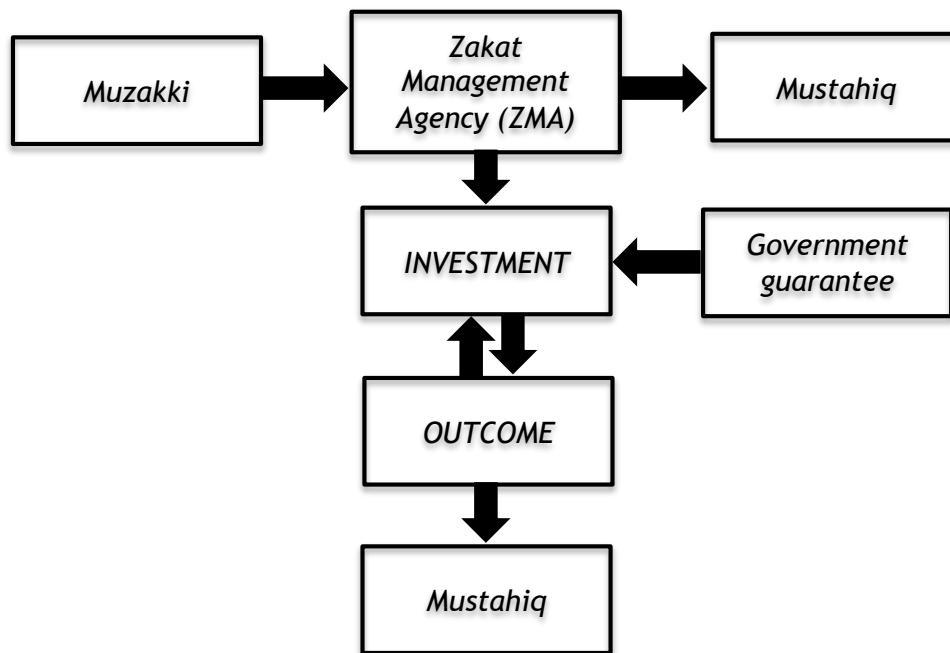 Muzakki
Zakat
Management
Agency (ZMA)
Mustahiq
INVESTMENT
Government
guarantee
OUTCOME
Mustahiq